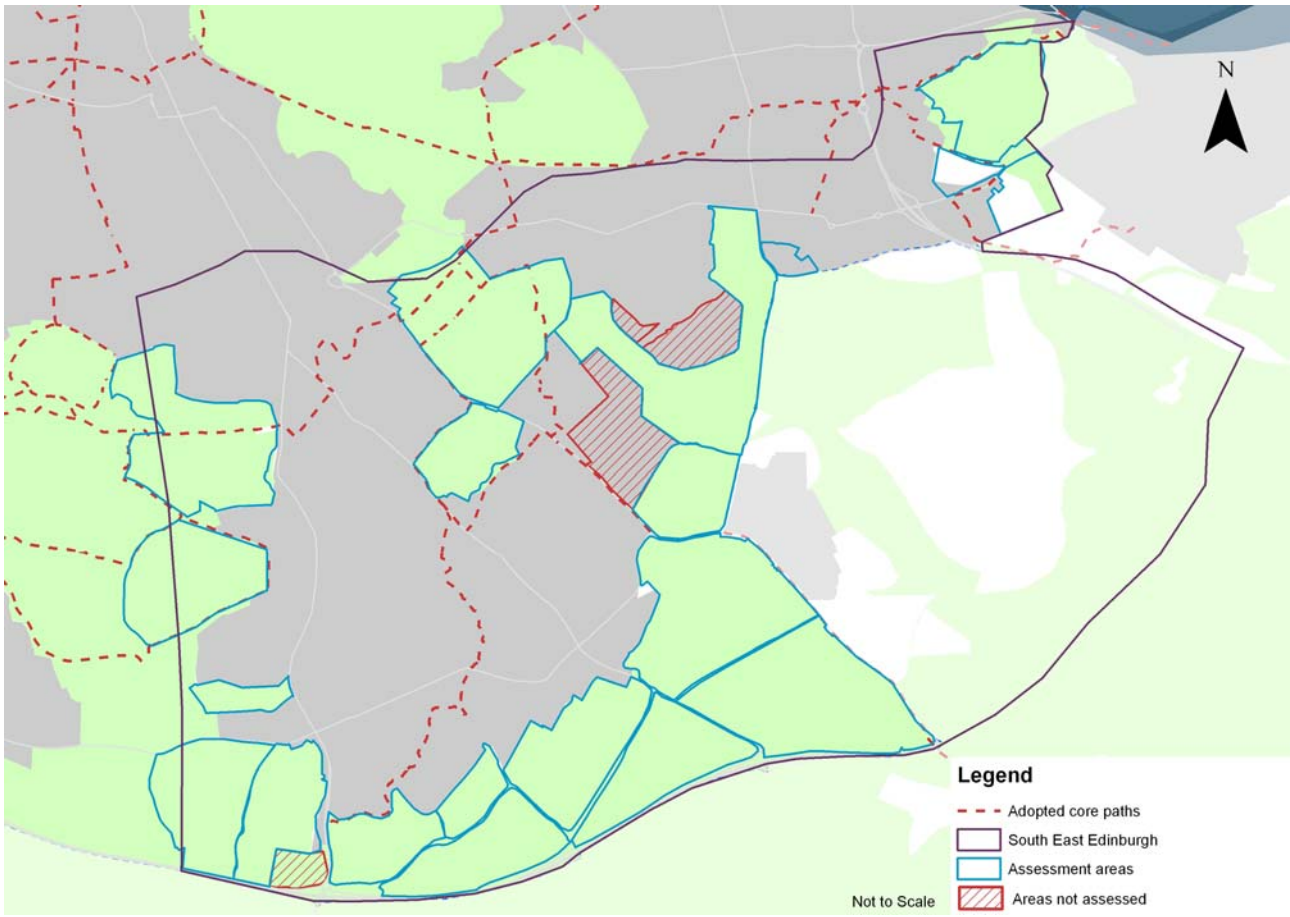 N
Legend
Adopted core paths
South East Edinburgh
Assessment areas
Areas not assessed
Not to Scale